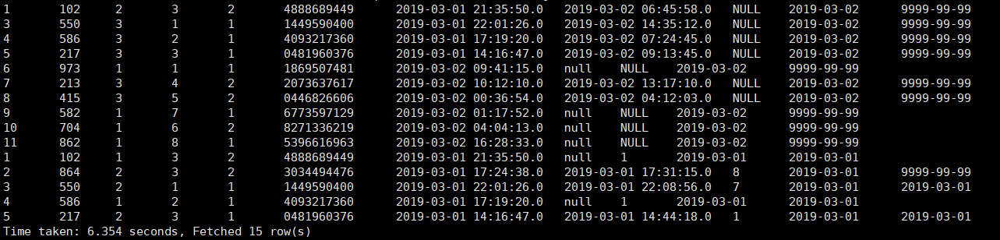 1 102 2 3 2 4888689449 2019-03-01 21:35:50.0 2019-03-02 06:45:58.0 NULL 2019-03-02 9999-99-99
3 550 3 1 1 1449590400 2019-03-01 22:01:26.0 2019-03-02 14:35:12.0 NULL 2019-03-02 9999-99-99
4 586 3 2 1 4093217360 2019-03-01 17:19:20.0 2019-03-02 07:24:45.0 NULL 2019-03-02 9999-99-99
5 217 3 3 1 0481960376 2019-03-01 14:16:47.0 2019-03-02 09:13:45.0 NULL 2019-03-02 9999-99-99
6 973 1 1 1 1869507481 2019-03-02 09:41:15.0 null NULL 2019-03-02 9999-99-99
7 213 3 4 2 2073637617 2019-03-02 10:12:10.0 2019-03-02 13:17:10.0 NULL 2019-03-02 9999-99-99
8 415 3 5 2 0446826606 2019-03-02 00:36:54.0 2019-03-02 04:12:03.0 NULL 2019-03-02 9999-99-99
9 582 1 7 1 6773597129 2019-03-02 01:17:52.0 null NULL 2019-03-02 9999-99-99
10 704 1 6 2 8271336219 2019-03-02 04:04:13.0 null NULL 2019-03-02 9999-99-99
11 862 1 8 1 5396616963 2019-03-02 16:28:33.0 null NULL 2019-03-02 9999-99-99
1 102 1 3 2 4888689449 2019-03-01 21:35:50.0 null 1 2019-03-01 2019-03-01
2 864 2 3 2 3034494476 2019-03-01 17:24:38.0 2019-03-01 17:31:15.0 8 2019-03-01 9999-99-99
3 550 2 1 1 1449590400 2019-03-01 22:01:26.0 2019-03-01 22:08:56.0 7 2019-03-01 2019-03-01
4 586 1 2 1 4093217360 2019-03-01 17:19:20.0 null 1 2019-03-01 2019-03-01
5 217 2 3 1 0481960376 2019-03-01 14:16:47.0 2019-03-01 14:44:18.0 1 2019-03-01 2019-03-01
Time taken: 6.354 seconds, Fetched 15 row(s)